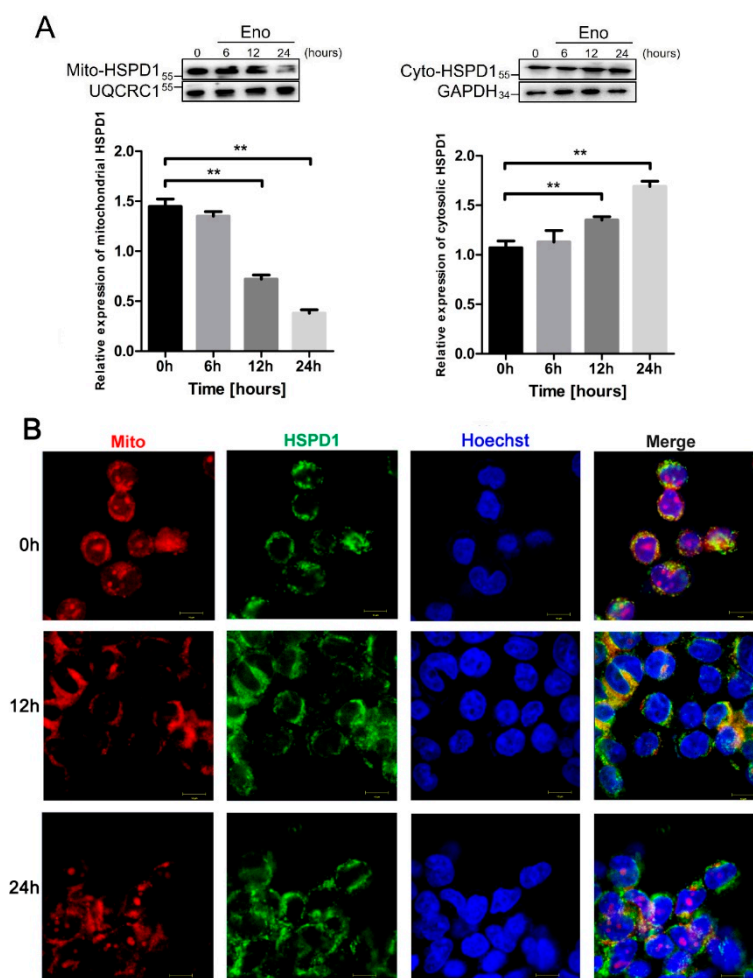 A
Eno
0 6 12 24 (hours)
Mito-HSPD1 55
UQCRC1 55
Relative expression of mitochondrial HSPD1
2.0
1.5
1.0
0.5
0.0
**
**
0h 6h 12h 24h
Time [hours]
Eno
0 6 12 24 (hours)
Cyto-HSPD1 55
GAPDH 34
Relative expression of cytosolic HSPD1
2.0
1.5
1.0
0.5
0.0
**
**
0h 6h 12h 24h
Time [hours]
B
Mito HSPD1 Hoechst Merge
0h
12h
24h